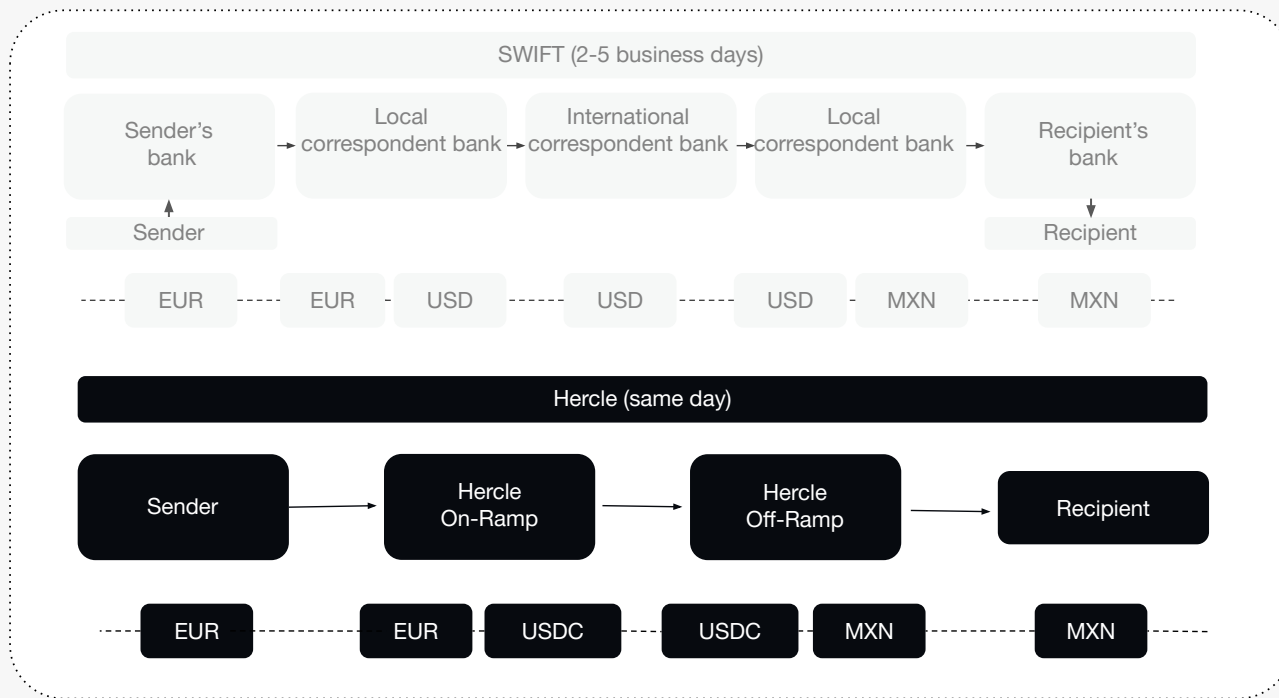 SWIFT (2-5 business days)
Sender's
bank
Local
correspondent bank
International
correspondent bank
Local
correspondent bank
Recipient's
bank
Sender
Recipient
EUR
EUR
USD
USD
USD
MXN
MXN
Hercle (same day)
Sender
Hercle
On-Ramp
Hercle
Off-Ramp
Recipient
EUR
EUR
USDC
USDC
MXN
MXN